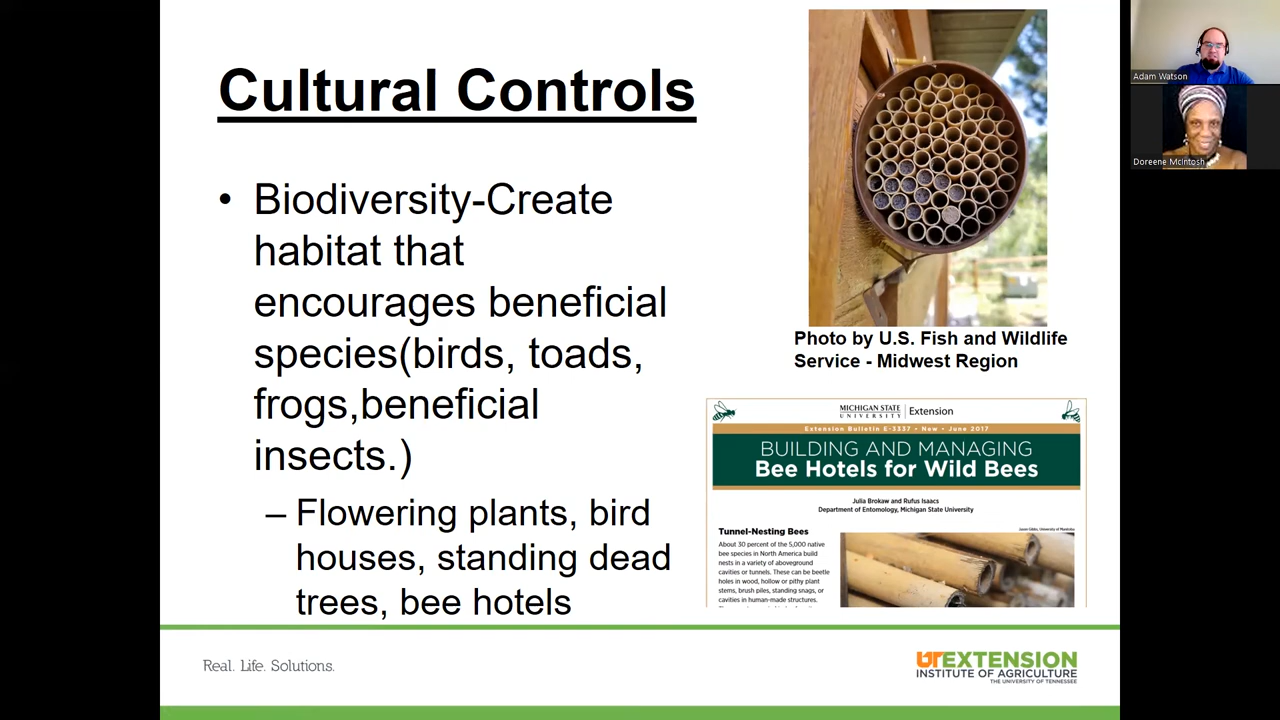 Cultural Controls
• Biodiversity-Create
habitat that
encourages beneficial
species(birds, toads,
frogs,beneficial
insects.)
– Flowering plants, bird
houses, standing dead
trees, bee hotels
Photo by U.S. Fish and Wildlife
Service - Midwest Region
MICHIGAN STATE
UNIVERSITY
Extension
Extension Bulletin E-3337 • New • June 2017
BUILDING AND MANAGING
Bee Hotels for Wild Bees
Julia Brokaw and Rufus Isaacs
Department of Entomology, Michigan State University
Jason Gibbs, University of Manitoba
Tunnel-Nesting Bees
About 30 percent of the 5,000 native
bee species in North America build
nests in a variety of aboveground
cavities or tunnels. These can be beetle
holes in wood, hollow or pithy plant
stems, brush piles, standing snags, or
cavities in human-made structures.
Real. Life. Solutions.
UTEXTENSION
INSTITUTE OF AGRICULTURE
THE UNIVERSITY OF TENNESSEE
Adam Watson
Doreene McIntosh